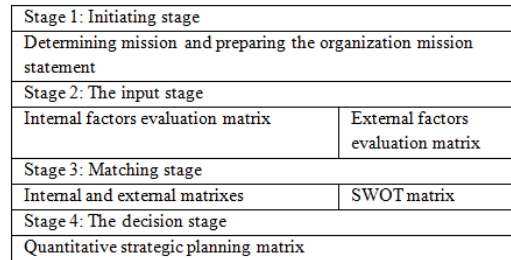 Stage 1: Initiating stage
Determining mission and preparing the organization mission
statement
Stage 2: The input stage
Internal factors evaluation matrix
External factors
evaluation matrix
Stage 3: Matching stage
Internal and external matrixes
SWOT matrix
Stage 4: The decision stage
Quantitative strategic planning matrix